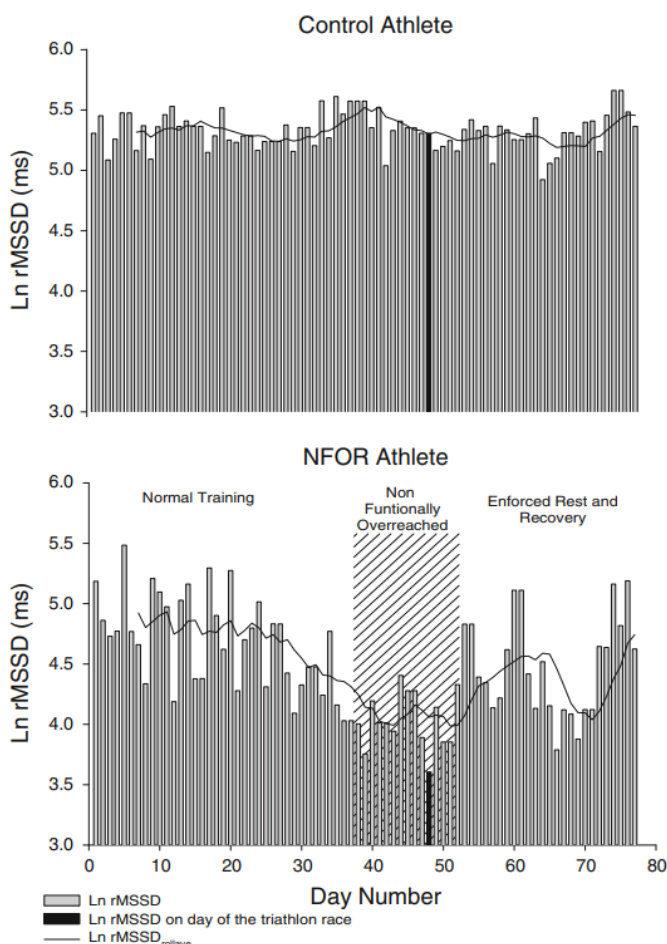 Control Athlete
6.0
5.5
5.0
4.5
4.0
3.5
3.0
Ln rMSSD (ms)
NFOR Athlete
6.0
5.5
5.0
4.5
4.0
3.5
3.0
Ln rMSSD (ms)
Normal Training
Non
Funtionally
Overreached
Enforced Rest and
Recovery
0 10 20 30 40 50 60 70 80
Day Number
Ln rMSSD
Ln rMSSD on day of the triathlon race
Ln rMSSD